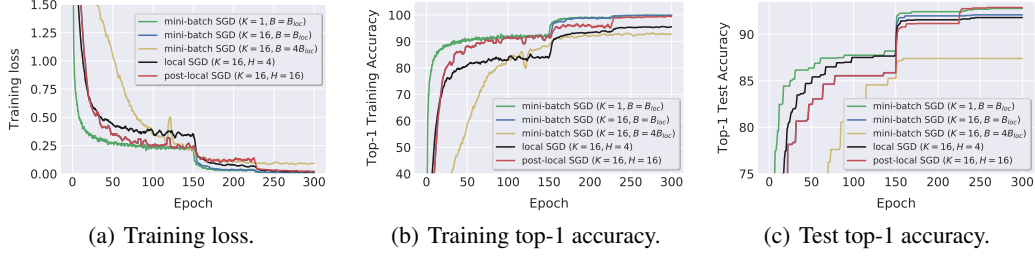 1.50
1.25
1.00
0.75
0.50
0.25
0.00
Training loss
mini-batch SGD (K = 1, B = B_loc)
mini-batch SGD (K = 16, B = B_loc)
mini-batch SGD (K = 16, B = 4B_loc)
local SGD (K = 16, H = 4)
post-local SGD (K = 16, H = 16)
0 50 100 150 200 250 300
Epoch
(a) Training loss.
100
90
80
70
60
50
40
Top-1 Training Accuracy
mini-batch SGD (K = 1, B = B_loc)
mini-batch SGD (K = 16, B = B_loc)
mini-batch SGD (K = 16, B = 4B_loc)
local SGD (K = 16, H = 4)
post-local SGD (K = 16, H = 16)
0 50 100 150 200 250 300
Epoch
(b) Training top-1 accuracy.
90
85
80
75
Top-1 Test Accuracy
mini-batch SGD (K = 1, B = B_loc)
mini-batch SGD (K = 16, B = B_loc)
mini-batch SGD (K = 16, B = 4B_loc)
local SGD (K = 16, H = 4)
post-local SGD (K = 16, H = 16)
0 50 100 150 200 250 300
Epoch
(c) Test top-1 accuracy.